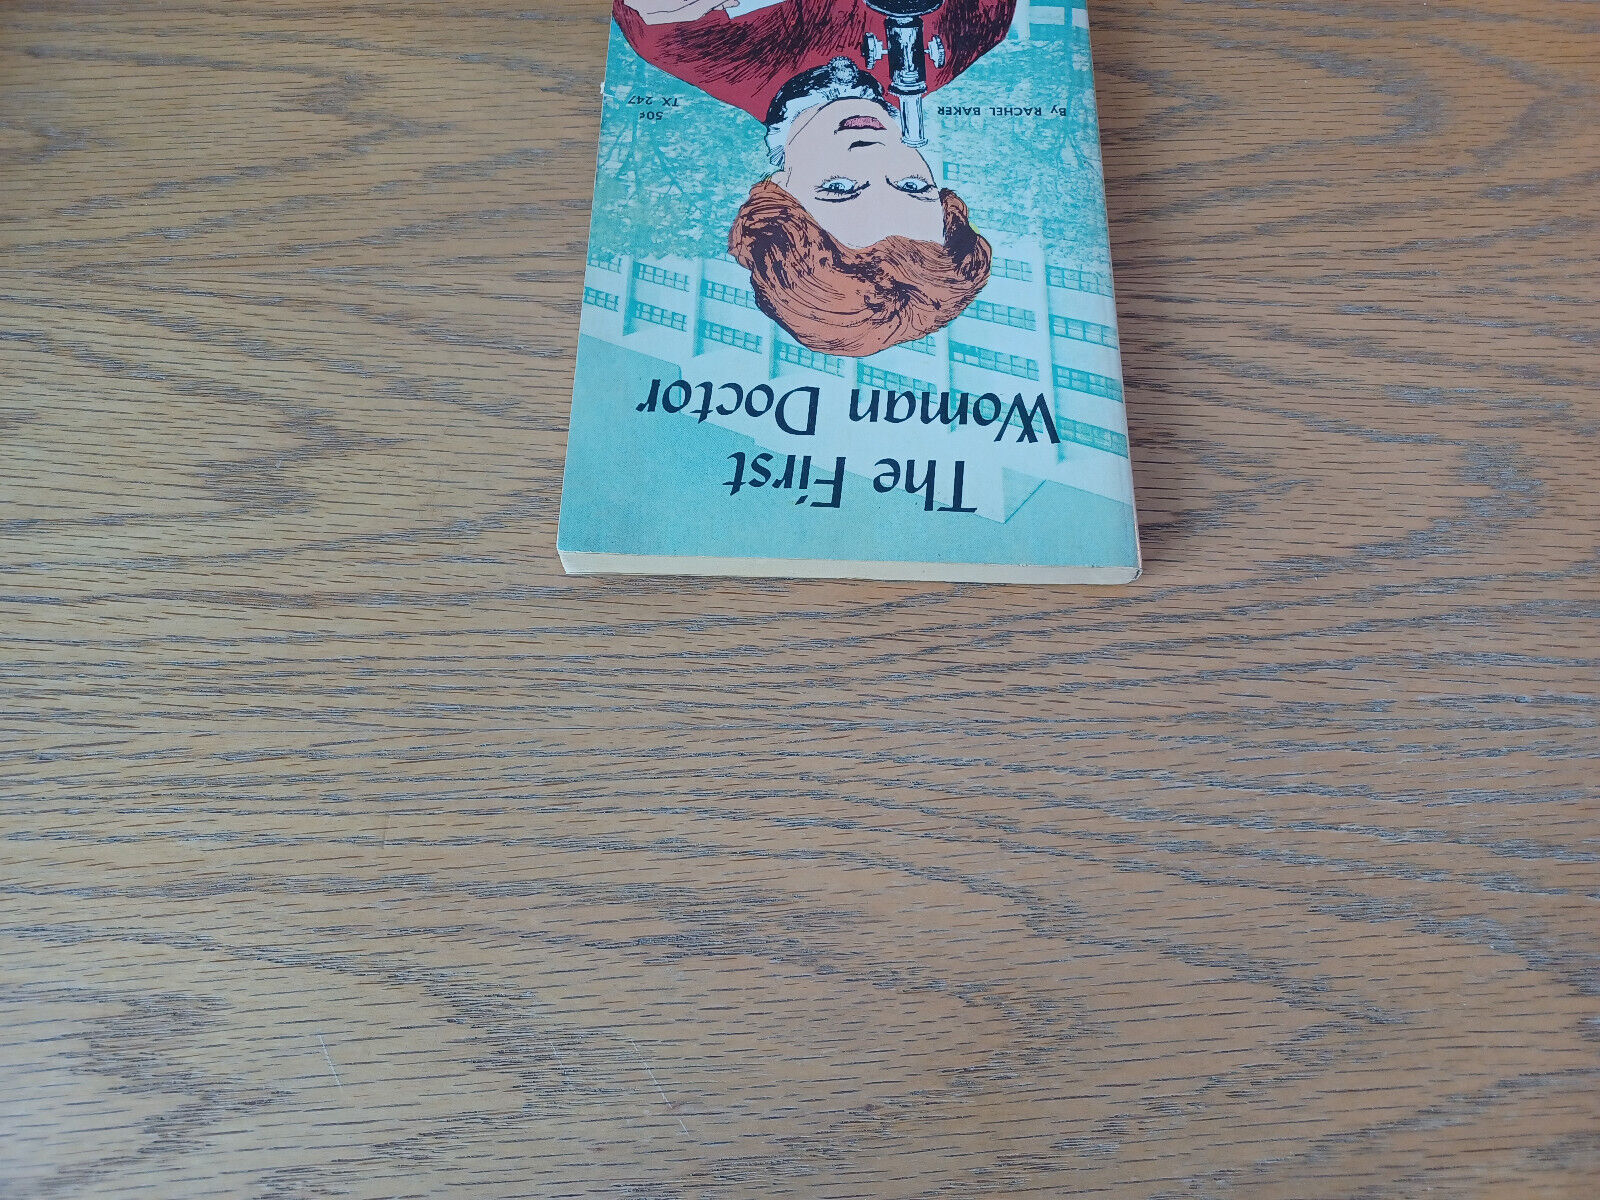 The First
Woman Doctor
By RACHEL BAKER
50¢
TX 247